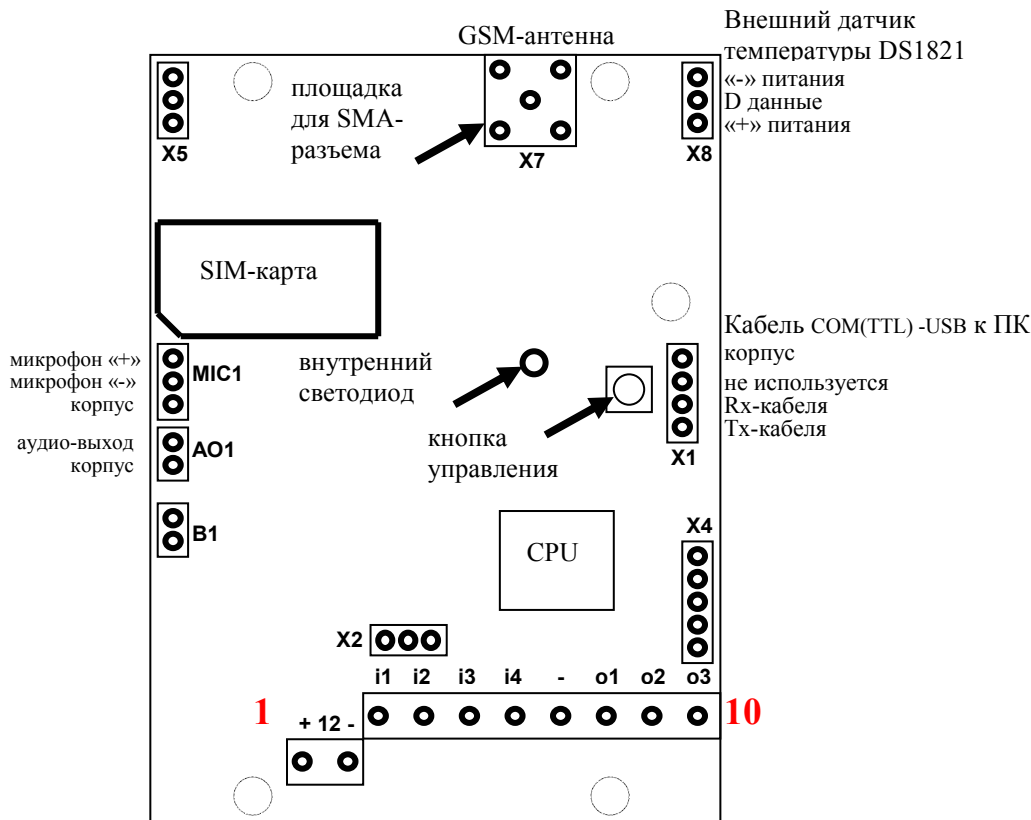 GSM-антенна
Внешний датчик
температуры DS1821
«-» питания
D данные
«+» питания
площадка
для SMA-
разъема
X5
X7
X8
SIM-карта
Кабель COM(TTL) -USB к ПК
корпус
не используется
Rx-кабеля
Tx-кабеля
X1
микрофон «+»
микрофон «-»
корпус
MIC1
внутренний
светодиод
кнопка
управления
аудио-выход
корпус
AO1
B1
CPU
X4
X2
i1 i2 i3 i4 - o1 o2 o3
1
10
+ 12 -